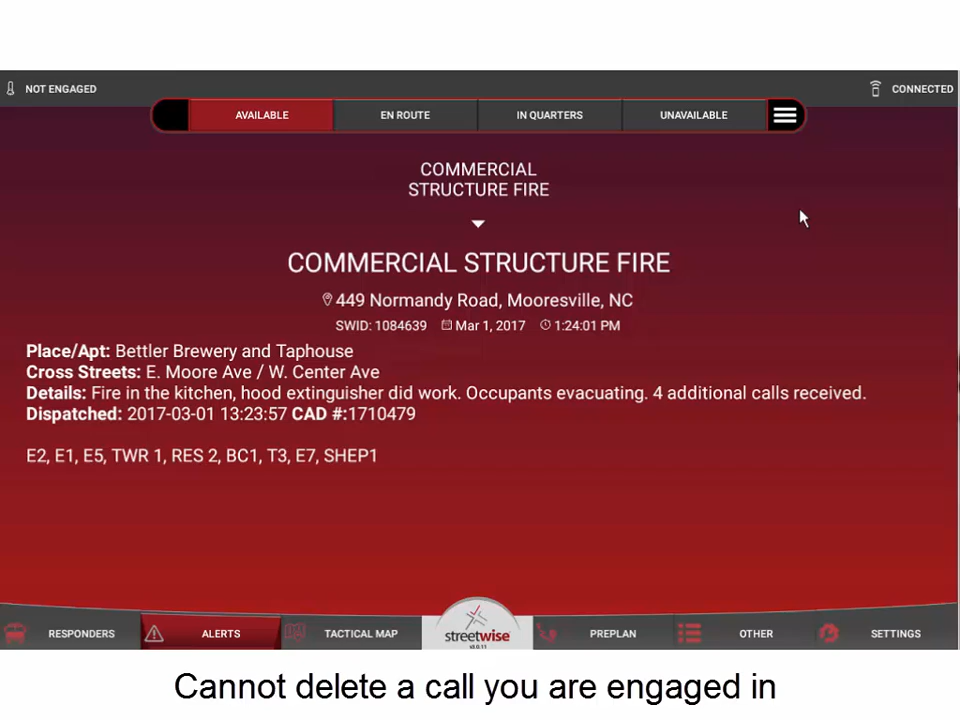 NOT ENGAGED
CONNECTED
AVAILABLE
EN ROUTE
IN QUARTERS
UNAVAILABLE
COMMERCIAL
STRUCTURE FIRE
COMMERCIAL STRUCTURE FIRE
449 Normandy Road, Mooresville, NC
SWID: 1084639 Mar 1, 2017 1:24:01 PM
Place/Apt: Bettler Brewery and Taphouse
Cross Streets: E. Moore Ave / W. Center Ave
Details: Fire in the kitchen, hood extinguisher did work. Occupants evacuating. 4 additional calls received.
Dispatched: 2017-03-01 13:23:57 CAD #:1710479
E2, E1, E5, TWR 1, RES 2, BC1, T3, E7, SHEP1
RESPONDERS
ALERTS
TACTICAL MAP
streetwise
PREPLAN
OTHER
SETTINGS
Cannot delete a call you are engaged in